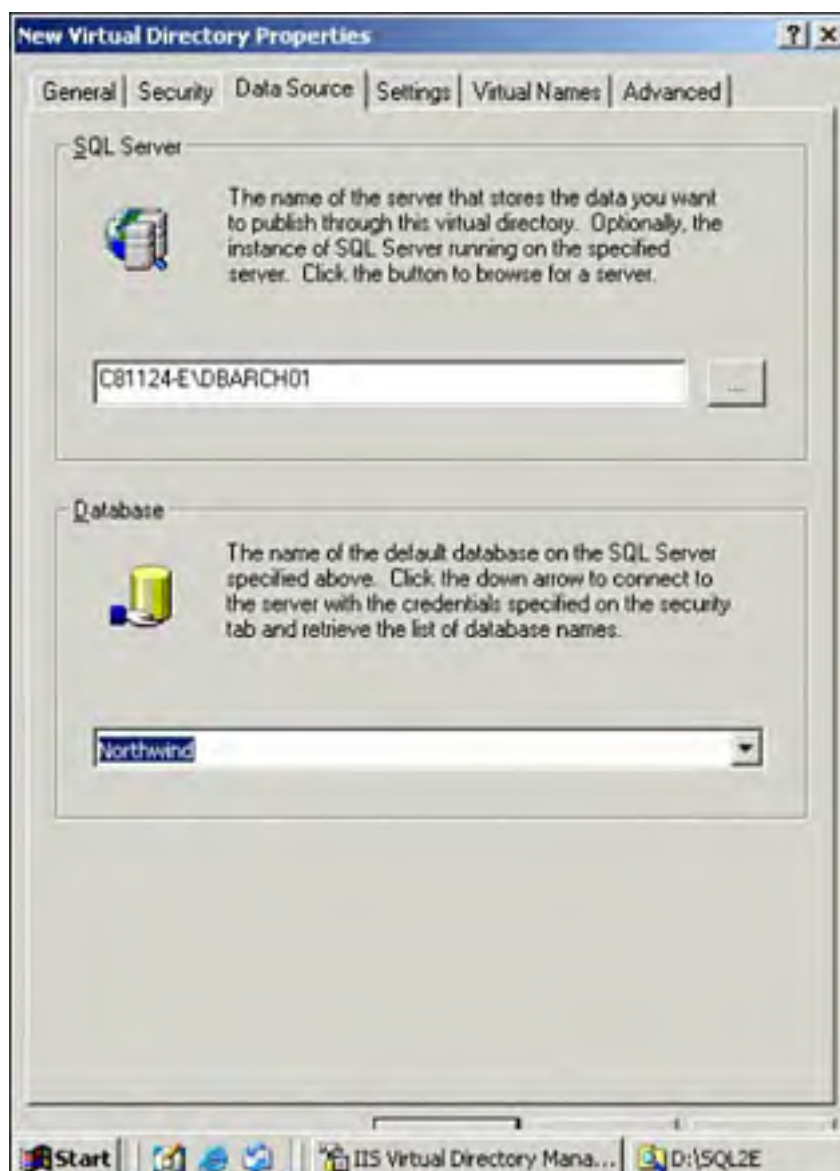 New Virtual Directory Properties
General Security Data Source Settings Virtual Names Advanced
SQL Server
The name of the server that stores the data you want
to publish through this virtual directory. Optionally, the
instance of SQL Server running on the specified
server. Click the button to browse for a server.
C81124-E\DBARCH01
...
Database
The name of the default database on the SQL Server
specified above. Click the down arrow to connect to
the server with the credentials specified on the security
tab and retrieve the list of database names.
Northwind
Start IIS Virtual Directory Mana... D:\SQL2E